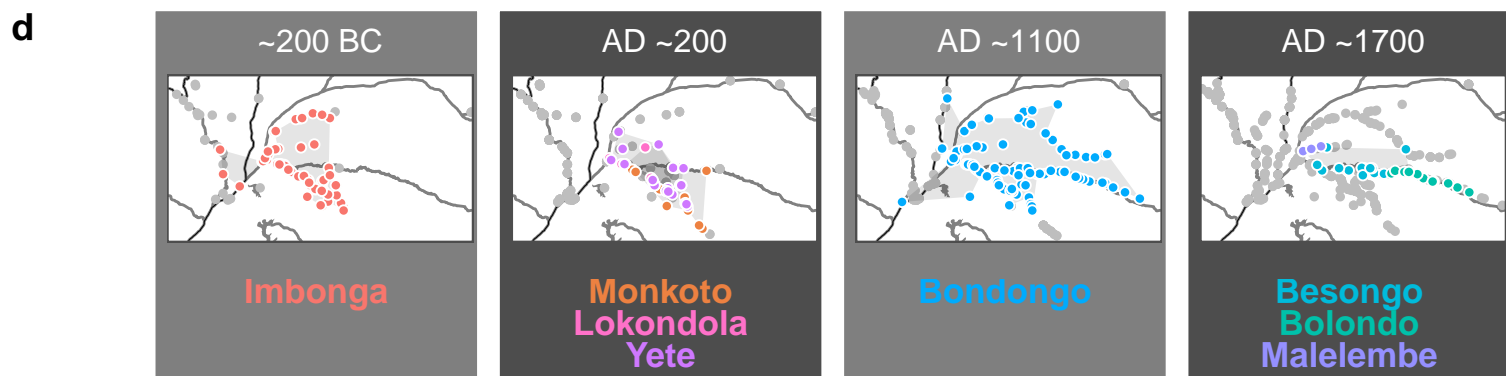 d
~200 BC
AD ~200
AD ~1100
AD ~1700
Imbonga
Monkoto
Lokondola
Yete
Bondongo
Besongo
Bolondo
Malelembe